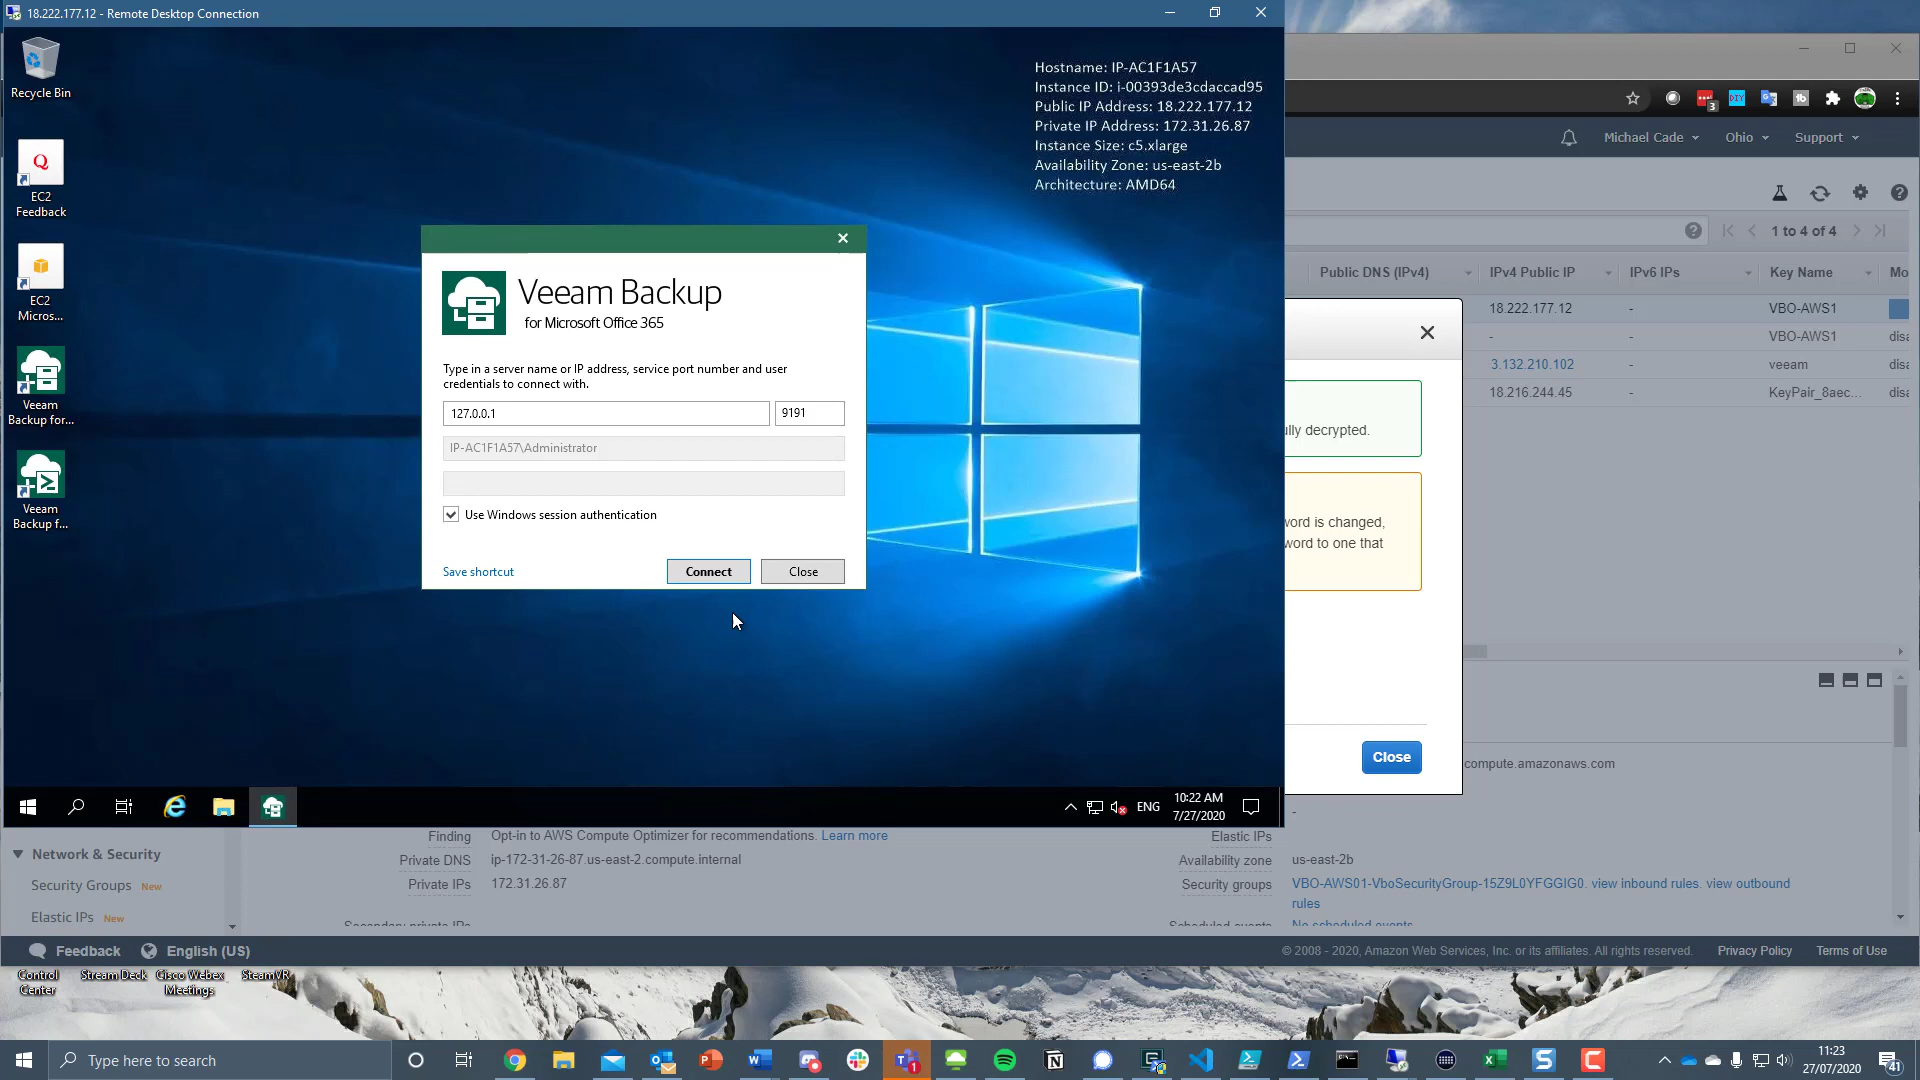 18.222.177.12 - Remote Desktop Connection
Recycle Bin
EC2
Feedback
EC2
Micros...
Veeam
Backup for...
Veeam
Backup f...
Hostname: IP-AC1F1A57
Instance ID: i-00393de3cdaccad95
Public IP Address: 18.222.177.12
Private IP Address: 172.31.26.87
Instance Size: c5.xlarge
Availability Zone: us-east-2b
Architecture: AMD64
Veeam Backup
for Microsoft Office 365
Type in a server name or IP address, service port number and user
credentials to connect with.
127.0.0.1
9191
IP-AC1F1A57\Administrator
Use Windows session authentication
Save shortcut
Connect
Close
ENG
10:22 AM
7/27/2020
3
DIY
Michael Cade
Ohio
Support
1 to 4 of 4
Public DNS (IPv4)
IPv4 Public IP
IPv6 IPs
Key Name
Mo
18.222.177.12
-
VBO-AWS1
-
-
VBO-AWS1
disa
3.132.210.102
-
veeam
disa
18.216.244.45
-
KeyPair_8aec...
disa
lly decrypted.
word is changed,
word to one that
Close
compute.amazonaws.com
-
Finding
Opt-in to AWS Compute Optimizer for recommendations. Learn more
Elastic IPs
Network & Security
Private DNS
ip-172-31-26-87.us-east-2.compute.internal
Availability zone
us-east-2b
Security Groups New
Private IPs
172.31.26.87
Security groups
VBO-AWS01-VboSecurityGroup-15Z9L0YFGGIG0. view inbound rules. view outbound
rules
Elastic IPs New
Secondary private IPs
Scheduled events
No scheduled events
Feedback
English (US)
© 2008 - 2020, Amazon Web Services, Inc. or its affiliates. All rights reserved.
Privacy Policy
Terms of Use
Control
Center
Stream Deck
Cisco Webex
Meetings
SteamVR
Type here to search
11:23
27/07/2020
41